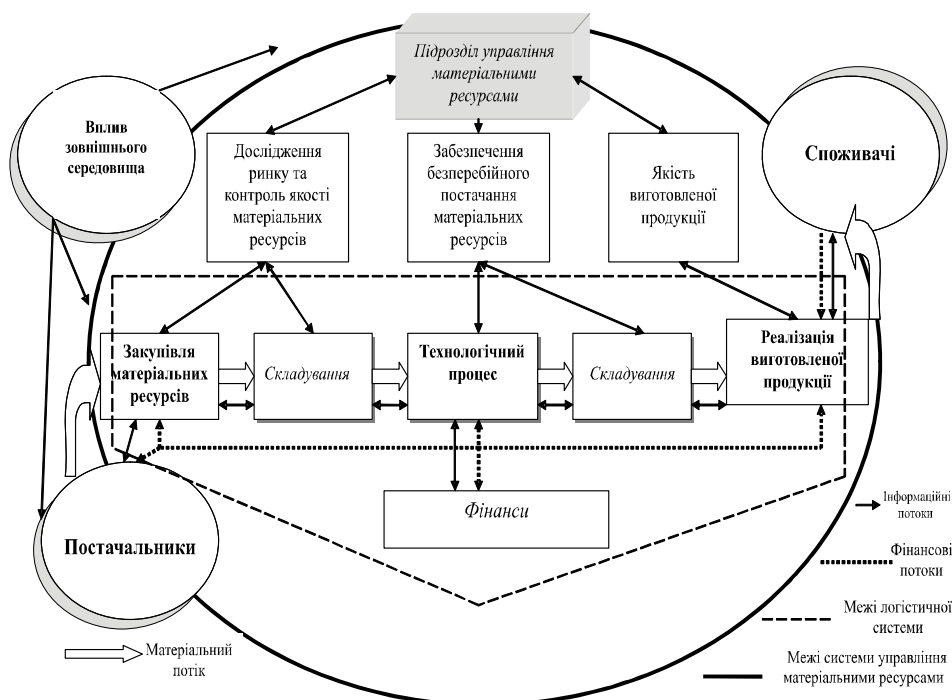 Підрозділ управління
матеріальними
ресурсами
Вплив
зовнішнього
середовища
Споживачі
Дослідження
ринку та
контроль якості
матеріальних
ресурсів
Забезпечення
безперебійного
постачання
матеріальних
ресурсів
Якість
виготовленої
продукції
Закупівля
матеріальних
ресурсів
Складування
Технологічний
процес
Складування
Реалізація
виготовленої
продукції
Фінанси
Постачальники
Інформаційні
потоки
Фінансові
потоки
Межі логістичної
системи
Межі системи управління
матеріальними ресурсами
Матеріальний
потік